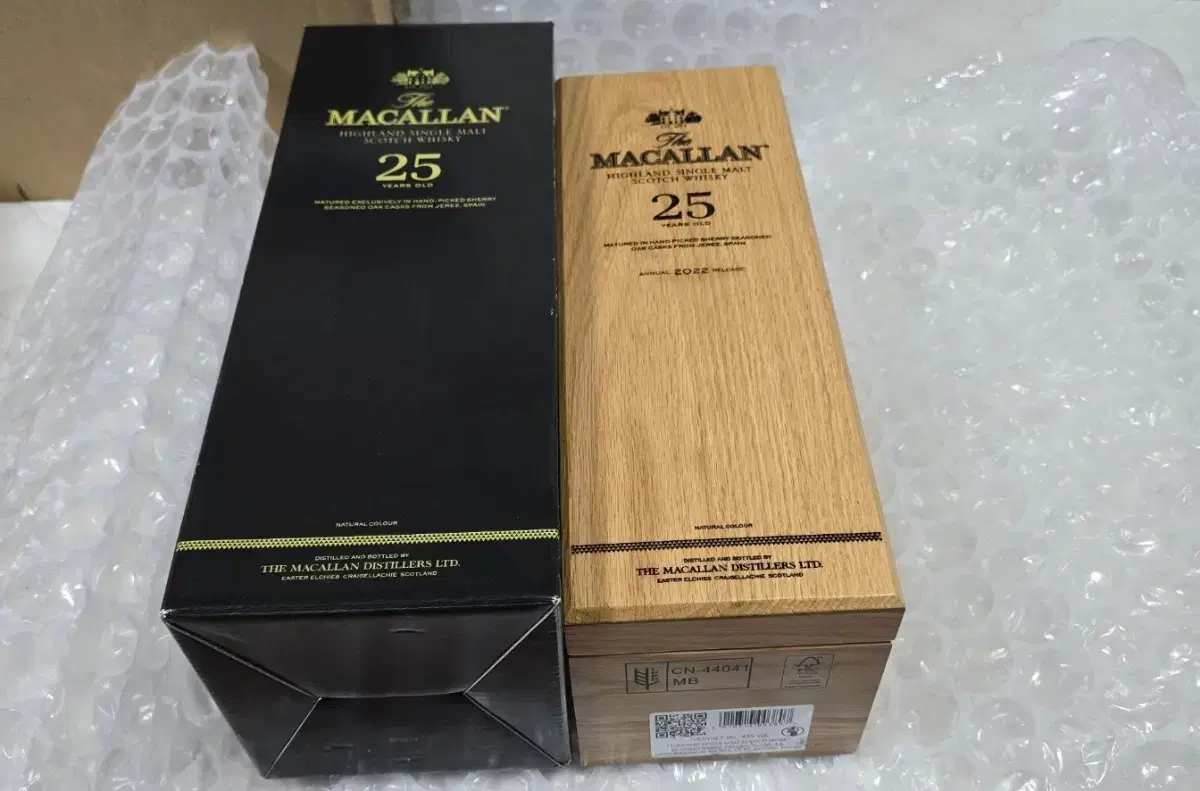 The
MACALLAN
HIGHLAND SINGLE MALT
SCOTCH WHISKY
25
YEARS OLD
MATURED EXCLUSIVELY IN HAND-PICKED SHERRY
SEASONED OAK CASKS FROM JEREZ, SPAIN
NATURAL COLOUR
DISTILLED AND BOTTLED BY
THE MACALLAN DISTILLERS LTD.
EASTER ELCHIES CRAIGELLACHIE SCOTLAND
The
MACALLAN
HIGHLAND SINGLE MALT
SCOTCH WHISKY
25
YEARS OLD
MATURED IN HAND-PICKED SHERRY SEASONED
OAK CASKS FROM JEREZ, SPAIN
ANNUAL 2022 RELEASE
NATURAL COLOUR
DISTILLED AND BOTTLED BY
THE MACALLAN DISTILLERS LTD.
EASTER ELCHIES CRAIGELLACHIE SCOTLAND
CN-44041
MB